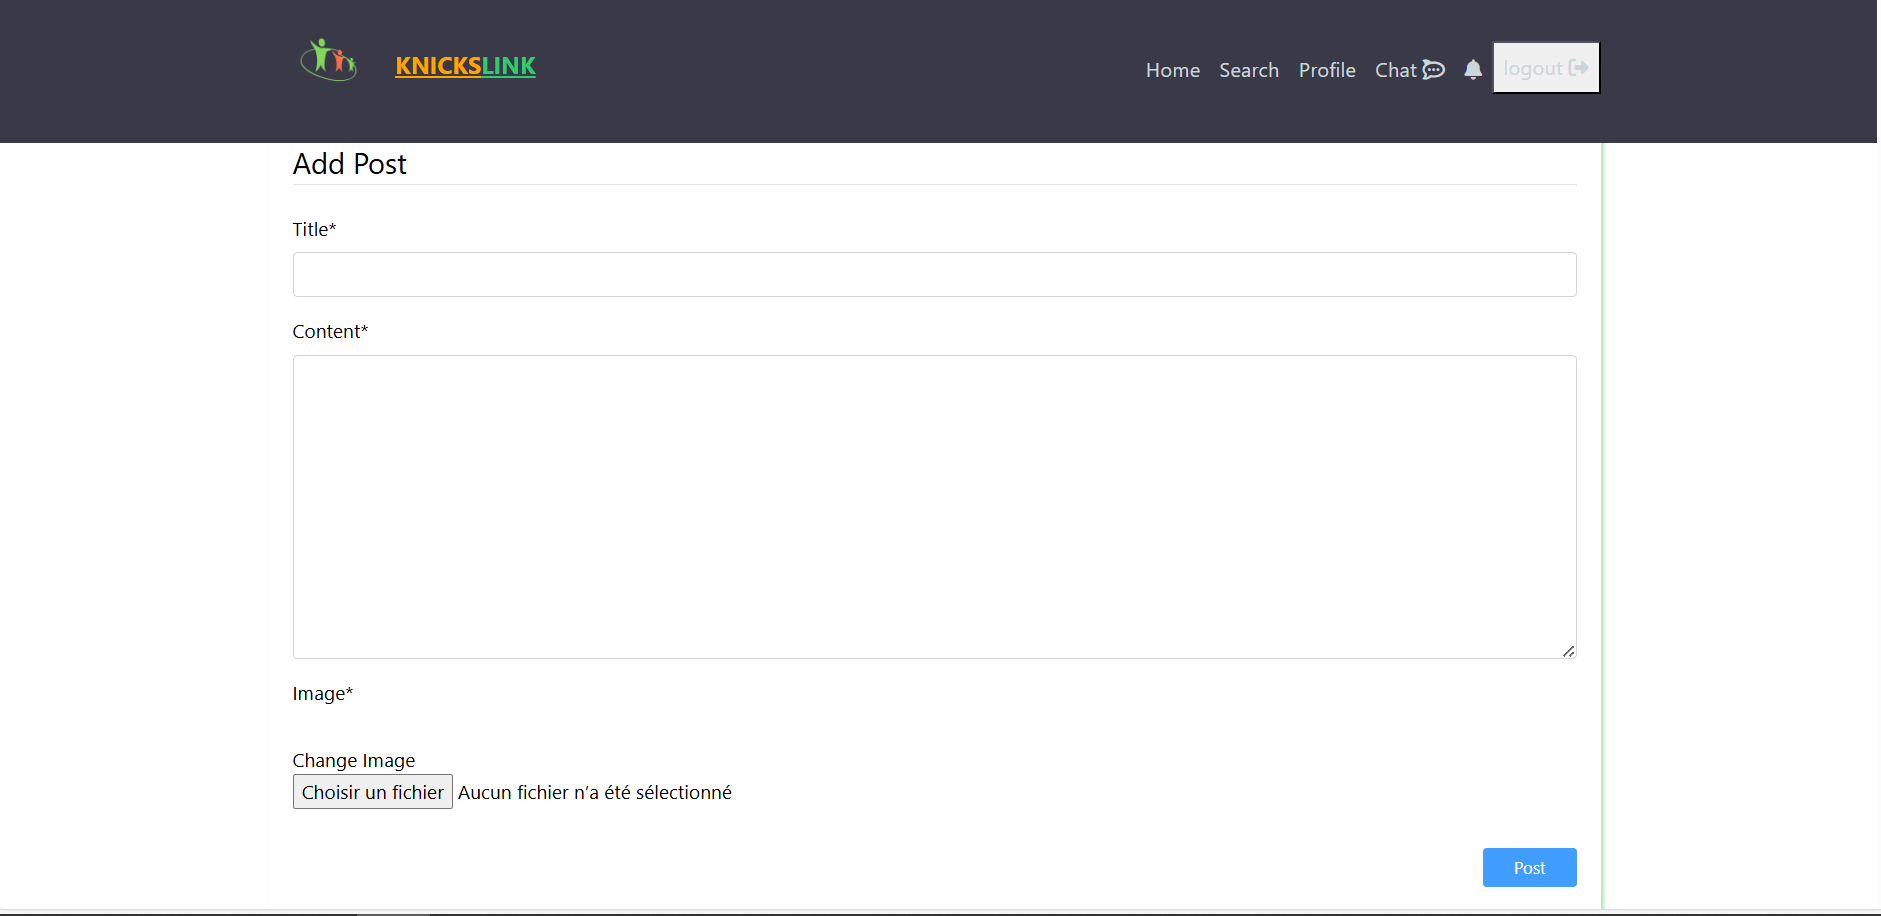 KNICKSLINK
Home Search Profile Chat logout
Add Post
Title*
Content*
Image*
Change Image
Choisir un fichier Aucun fichier n’a été sélectionné
Post